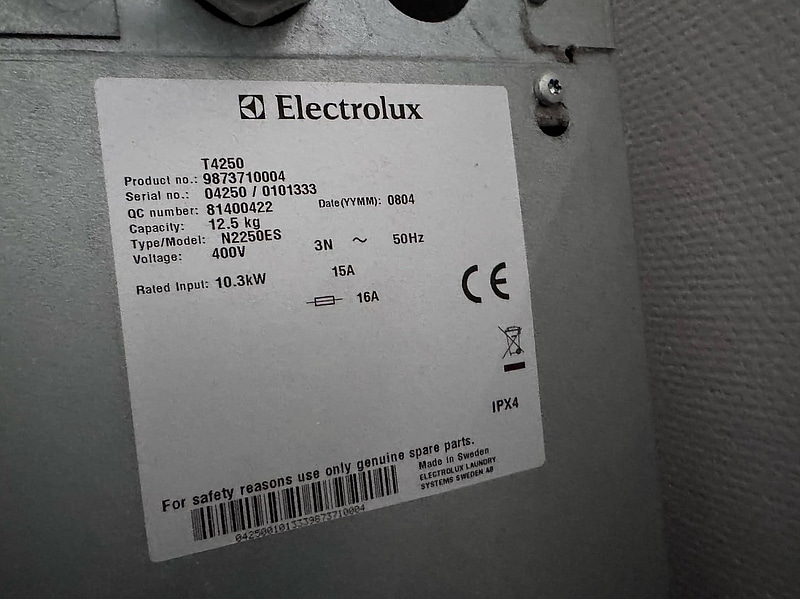 Electrolux
T4250
Product no.: 9873710004
Serial no.: 04250 / 0101333
QC number: 81400422 Date(YYMM): 0804
Capacity: 12.5 kg
Type/Model: N2250ES
Voltage: 400V 3N ~ 50Hz
Rated Input: 10.3kW 15A
16A
CE
IPX4
For safety reasons use only genuine spare parts.
Made in Sweden
ELECTROLUX LAUNDRY
SYSTEMS SWEDEN AB
0425001013339873710004